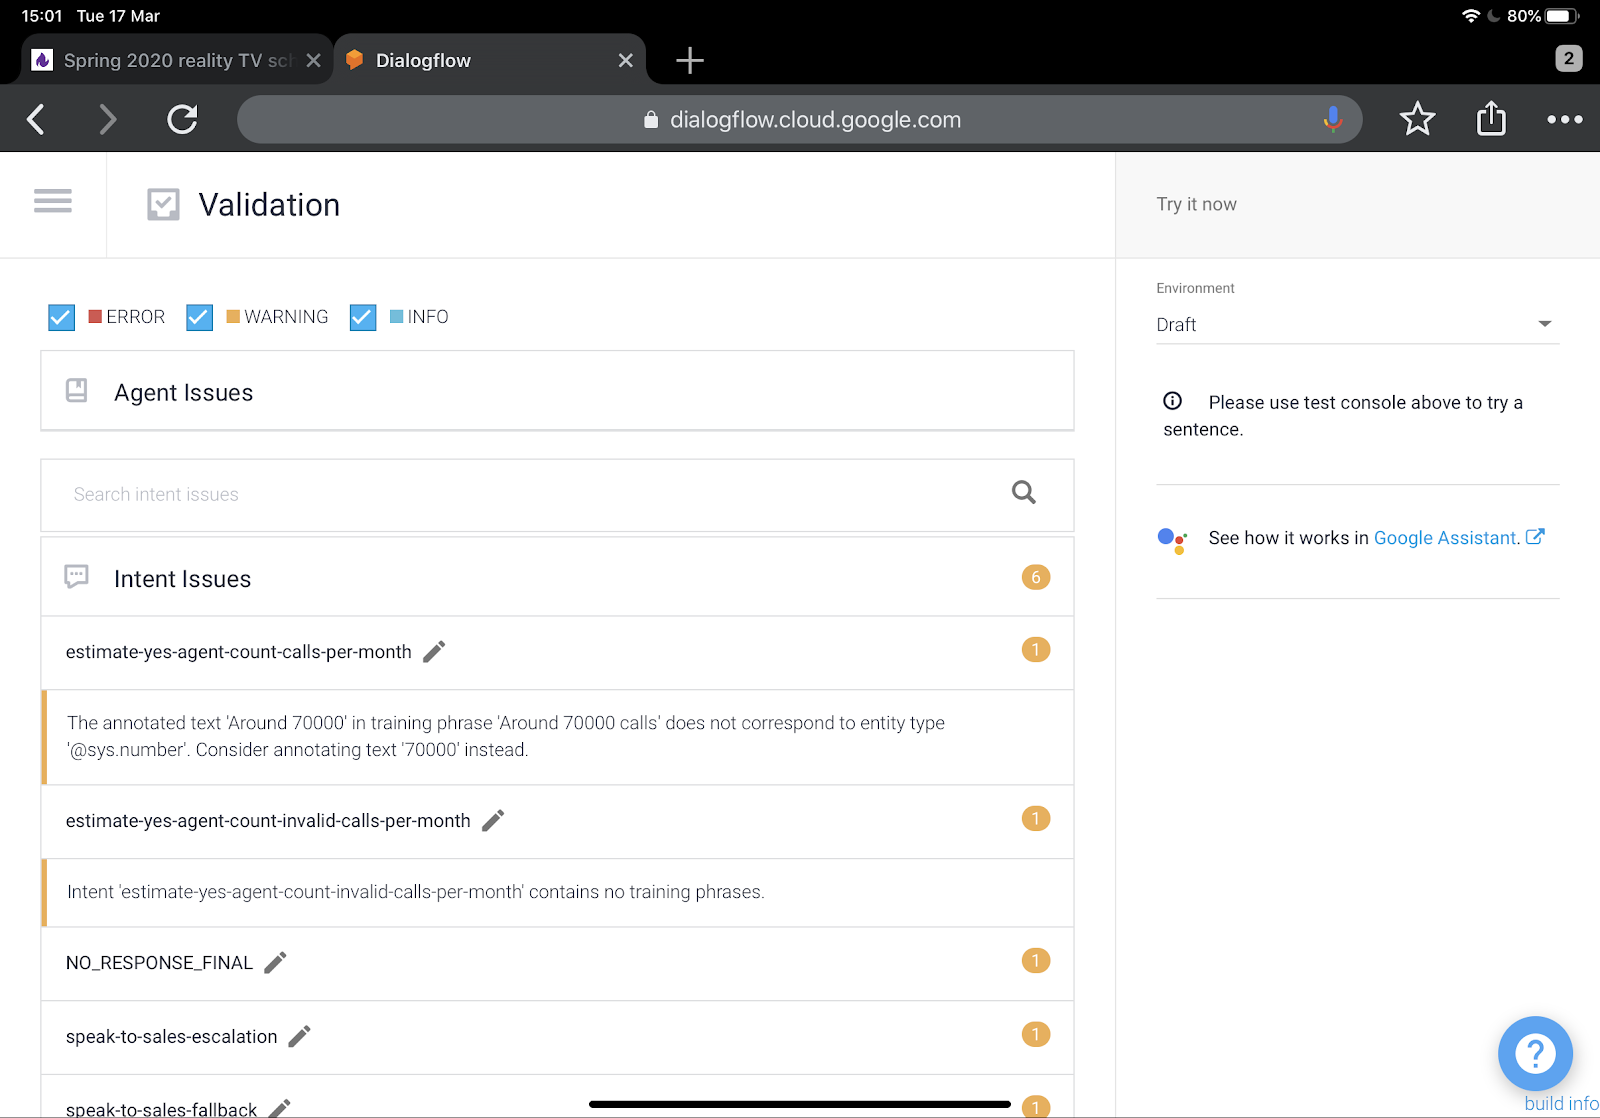 15:01 Tue 17 Mar
80%
Spring 2020 reality TV sch
Dialogflow
2
dialogflow.cloud.google.com
Validation
Try it now
ERROR WARNING INFO
Environment
Draft
Agent Issues
Please use test console above to try a
sentence.
Search intent issues
See how it works in Google Assistant.
Intent Issues 6
estimate-yes-agent-count-calls-per-month 1
The annotated text 'Around 70000' in training phrase 'Around 70000 calls' does not correspond to entity type
'@sys.number'. Consider annotating text '70000' instead.
estimate-yes-agent-count-invalid-calls-per-month 1
Intent 'estimate-yes-agent-count-invalid-calls-per-month' contains no training phrases.
NO_RESPONSE_FINAL 1
speak-to-sales-escalation 1
speak-to-sales-fallback 1
?
build info